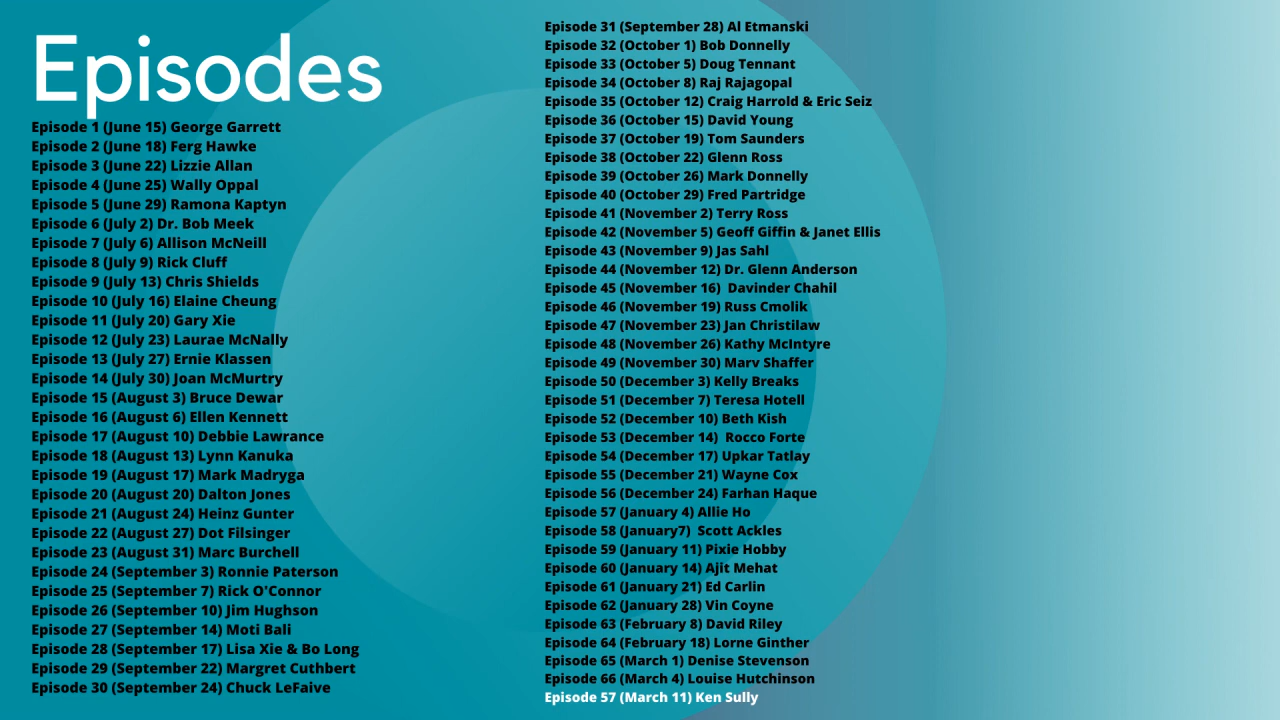 Episodes
Episode 1 (June 15) George Garrett
Episode 2 (June 18) Ferg Hawke
Episode 3 (June 22) Lizzie Allan
Episode 4 (June 25) Wally Oppal
Episode 5 (June 29) Ramona Kaptyn
Episode 6 (July 2) Dr. Bob Meek
Episode 7 (July 6) Allison McNeill
Episode 8 (July 9) Rick Cluff
Episode 9 (July 13) Chris Shields
Episode 10 (July 16) Elaine Cheung
Episode 11 (July 20) Gary Xie
Episode 12 (July 23) Laurae McNally
Episode 13 (July 27) Ernie Klassen
Episode 14 (July 30) Joan McMurtry
Episode 15 (August 3) Bruce Dewar
Episode 16 (August 6) Ellen Kennett
Episode 17 (August 10) Debbie Lawrance
Episode 18 (August 13) Lynn Kanuka
Episode 19 (August 17) Mark Madryga
Episode 20 (August 20) Dalton Jones
Episode 21 (August 24) Heinz Gunter
Episode 22 (August 27) Dot Filsinger
Episode 23 (August 31) Marc Burchell
Episode 24 (September 3) Ronnie Paterson
Episode 25 (September 7) Rick O'Connor
Episode 26 (September 10) Jim Hughson
Episode 27 (September 14) Moti Bali
Episode 28 (September 17) Lisa Xie & Bo Long
Episode 29 (September 22) Margret Cuthbert
Episode 30 (September 24) Chuck LeFaive
Episode 31 (September 28) Al Etmanski
Episode 32 (October 1) Bob Donnelly
Episode 33 (October 5) Doug Tennant
Episode 34 (October 8) Raj Rajagopal
Episode 35 (October 12) Craig Harrold & Eric Seiz
Episode 36 (October 15) David Young
Episode 37 (October 19) Tom Saunders
Episode 38 (October 22) Glenn Ross
Episode 39 (October 26) Mark Donnelly
Episode 40 (October 29) Fred Partridge
Episode 41 (November 2) Terry Ross
Episode 42 (November 5) Geoff Giffin & Janet Ellis
Episode 43 (November 9) Jas Sahl
Episode 44 (November 12) Dr. Glenn Anderson
Episode 45 (November 16)  Davinder Chahil
Episode 46 (November 19) Russ Cmolik
Episode 47 (November 23) Jan Christilaw
Episode 48 (November 26) Kathy McIntyre
Episode 49 (November 30) Marv Shaffer
Episode 50 (December 3) Kelly Breaks
Episode 51 (December 7) Teresa Hotell
Episode 52 (December 10) Beth Kish
Episode 53 (December 14)  Rocco Forte
Episode 54 (December 17) Upkar Tatlay
Episode 55 (December 21) Wayne Cox
Episode 56 (December 24) Farhan Haque
Episode 57 (January 4) Allie Ho
Episode 58 (January7)  Scott Ackles
Episode 59 (January 11) Pixie Hobby
Episode 60 (January 14) Ajit Mehat
Episode 61 (January 21) Ed Carlin
Episode 62 (January 28) Vin Coyne
Episode 63 (February 8) David Riley
Episode 64 (February 18) Lorne Ginther
Episode 65 (March 1) Denise Stevenson
Episode 66 (March 4) Louise Hutchinson
Episode 57 (March 11) Ken Sully